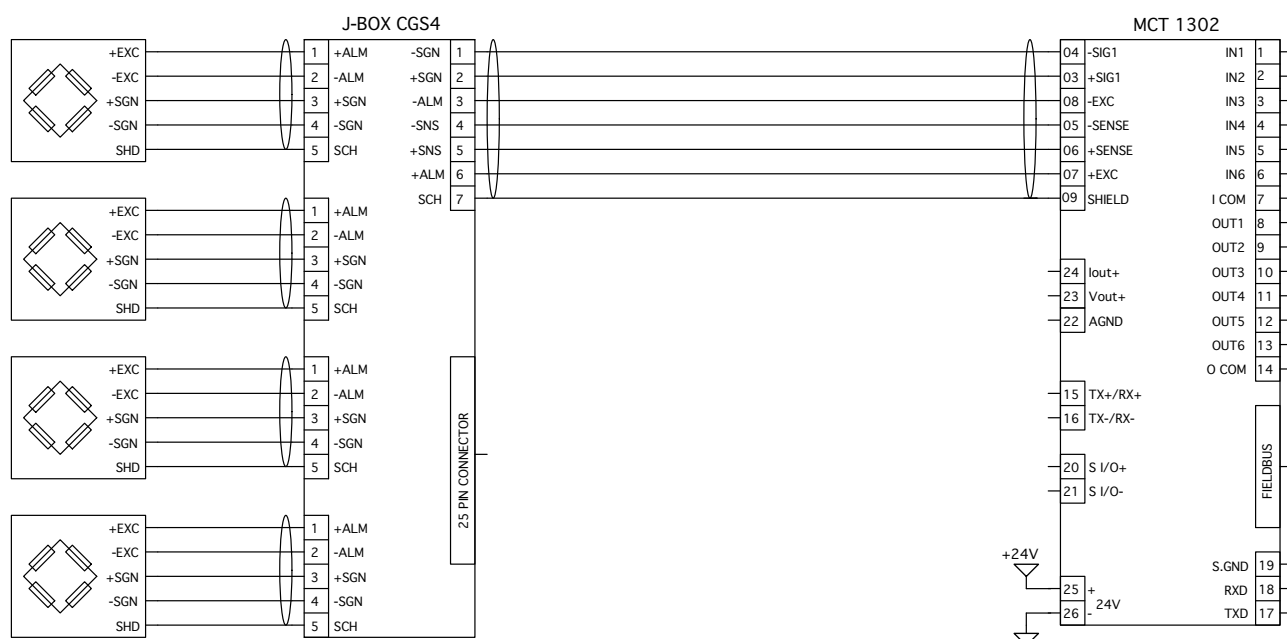 J-BOX CGS4
MCT 1302
+EXC 1 +ALM -SGN 1 04 -SIG1 IN1 1
-EXC 2 -ALM +SGN 2 03 +SIG1 IN2 2
+SGN 3 +SGN -ALM 3 08 -EXC IN3 3
-SGN 4 -SGN -SNS 4 05 -SENSE IN4 4
SHD 5 SCH +SNS 5 06 +SENSE IN5 5
+ALM 6 07 +EXC IN6 6
SCH 7 09 SHIELD I COM 7
+EXC 1 +ALM
OUT1 8
-EXC 2 -ALM
OUT2 9
+SGN 3 +SGN
24 Iout+ OUT3 10
-SGN 4 -SGN
23 Vout+ OUT4 11
SHD 5 SCH
22 AGND OUT5 12
OUT6 13
+EXC 1 +ALM
O COM 14
-EXC 2 -ALM
15 TX+/RX+
+SGN 3 +SGN
16 TX-/RX-
-SGN 4 -SGN
SHD 5 SCH
25 PIN CONNECTOR
20 S I/O+
21 S I/O-
FIELDBUS
+EXC 1 +ALM
-EXC 2 -ALM
+SGN 3 +SGN
-SGN 4 -SGN
SHD 5 SCH
+24V
S.GND 19
25 + RXD 18
24V
26 - TXD 17